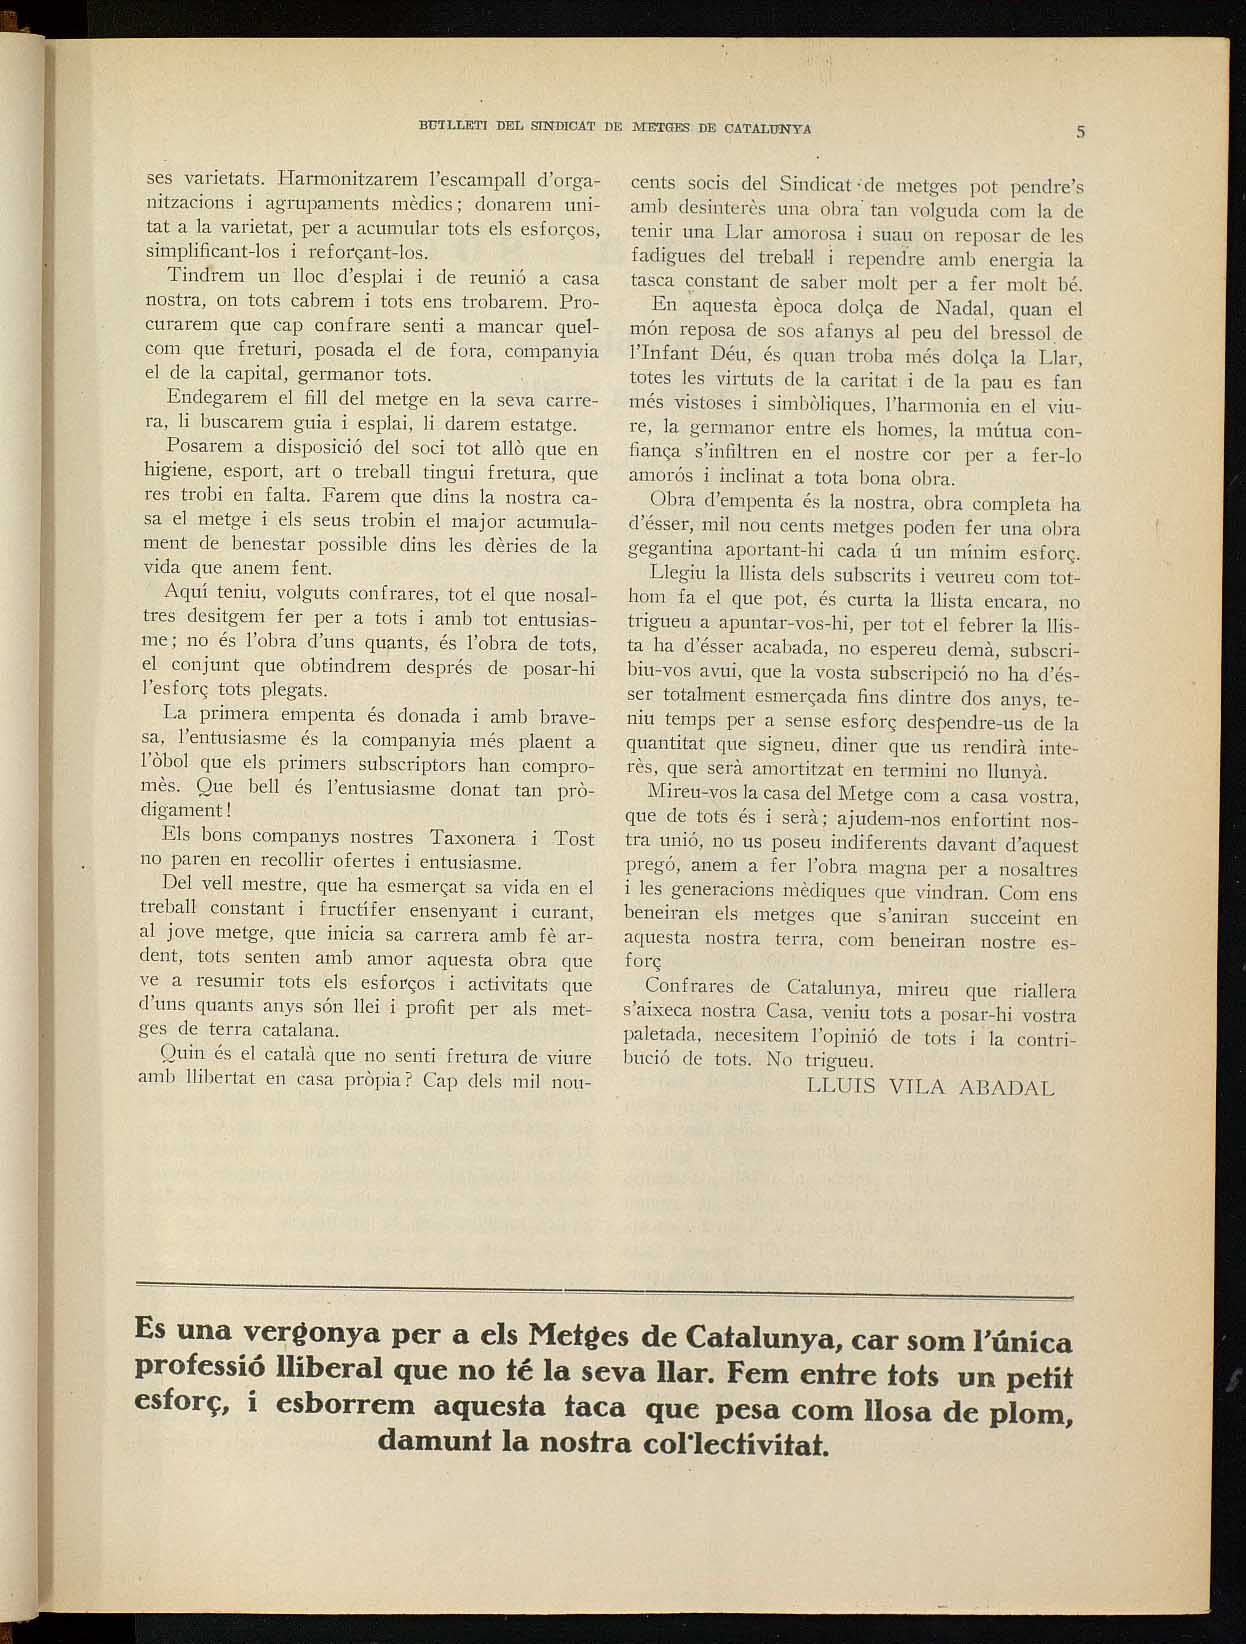 BUTLLETI DEL SINDICAT DE METGES DE CATALUNYA
5
ses varietats. Harmonitzarem l'escampall d'orga-
nitzacions i agrupaments mèdics; donarem uni-
tat a la varietat, per a acumular tots els esforços,
simplificant-los i reforçant-los.
Tindrem un lloc d'esplai i de reunió a casa
nostra, on tots cabrem i tots ens trobarem. Pro-
curarem que cap confrare senti a mancar quel-
com que freturi, posada el de fora, companyia
el de la capital, germanor tots.
Endegarem el fill del metge en la seva carre-
ra, li buscarem guia i esplai, li darem estatge.
Posarem a disposició del soci tot allò que en
higiene, esport, art o treball tingui fretura, que
res trobi en falta. Farem que dins la nostra ca-
sa el metge i els seus trobin el major acumula-
ment de benestar possible dins les dèries de la
vida que anem fent.
Aquí teniu, volguts confrares, tot el que nosal-
tres desitgem fer per a tots i amb tot entusias-
me; no és l'obra d'uns quants, és l'obra de tots,
el conjunt que obtindrem després de posar-hi
l'esforç tots plegats.
La primera empenta és donada i amb brave-
sa, l'entusiasme és la companyia més plaent a
l'òbol que els primers subscriptors han compro-
mès. Que bell és l'entusiasme donat tan prò-
digament!
Els bons companys nostres Taxonera i Tost
no paren en recollir ofertes i entusiasme.
Del vell mestre, que ha esmerçat sa vida en el
treball constant i fructífer ensenyant i curant,
al jove metge, que inicia sa carrera amb fè ar-
dent, tots senten amb amor aquesta obra que
ve a resumir tots els esforços i activitats que
d'uns quants anys són llei i profit per als met-
ges de terra catalana.
Quin és el català que no senti fretura de viure
amb llibertat en casa pròpia? Cap dels mil nou-
cents socis del Sindicat de metges pot pendre's
amb desinterès una obra tan volguda com la de
tenir una Llar amorosa i suau on reposar de les
fadigues del treball i rependre amb energia la
tasca constant de saber molt per a fer molt bé.
En aquesta època dolça de Nadal, quan el
món reposa de sos afanys al peu del bressol de
l'Infant Déu, és quan troba més dolça la Llar,
totes les virtuts de la caritat i de la pau es fan
més vistoses i simbòliques, l'harmonia en el viu-
re, la germanor entre els homes, la mútua con-
fiança s'infiltren en el nostre cor per a fer-lo
amorós i inclinat a tota bona obra.
Obra d'empenta és la nostra, obra completa ha
d'ésser, mil nou cents metges poden fer una obra
gegantina aportant-hi cada ú un mínim esforç.
Llegiu la llista dels subscrits i veureu com tot-
hom fa el que pot, és curta la llista encara, no
trigueu a apuntar-vos-hi, per tot el febrer la llis-
ta ha d'ésser acabada, no espereu demà, subscri-
biu-vos avui, que la vosta subscripció no ha d'és-
ser totalment esmerçada fins dintre dos anys, te-
niu temps per a sense esforç despendre-us de la
quantitat que signeu, diner que us rendirà inte-
rès, que serà amortitzat en termini no llunyà.
Mireu-vos la casa del Metge com a casa vostra,
que de tots és i serà; ajudem-nos enfortint nos-
tra unió, no us poseu indiferents davant d'aquest
pregó, anem a fer l'obra magna per a nosaltres
i les generacions mèdiques que vindran. Com ens
beneiran els metges que s'aniran succeint en
aquesta nostra terra, com beneiran nostre es-
forç
Confrares de Catalunya, mireu que riallera
s'aixeca nostra Casa, veniu tots a posar-hi vostra
paletada, necesitem l'opinió de tots i la contri-
bució de tots. No trigueu.
LLUIS VILA ABADAL
Es una vergonya per a els Metges de Catalunya, car som l'única
professió lliberal que no té la seva llar. Fem entre tots un petit
esforç, i esborrem aquesta taca que pesa com llosa de plom,
damunt la nostra col·lectivitat.